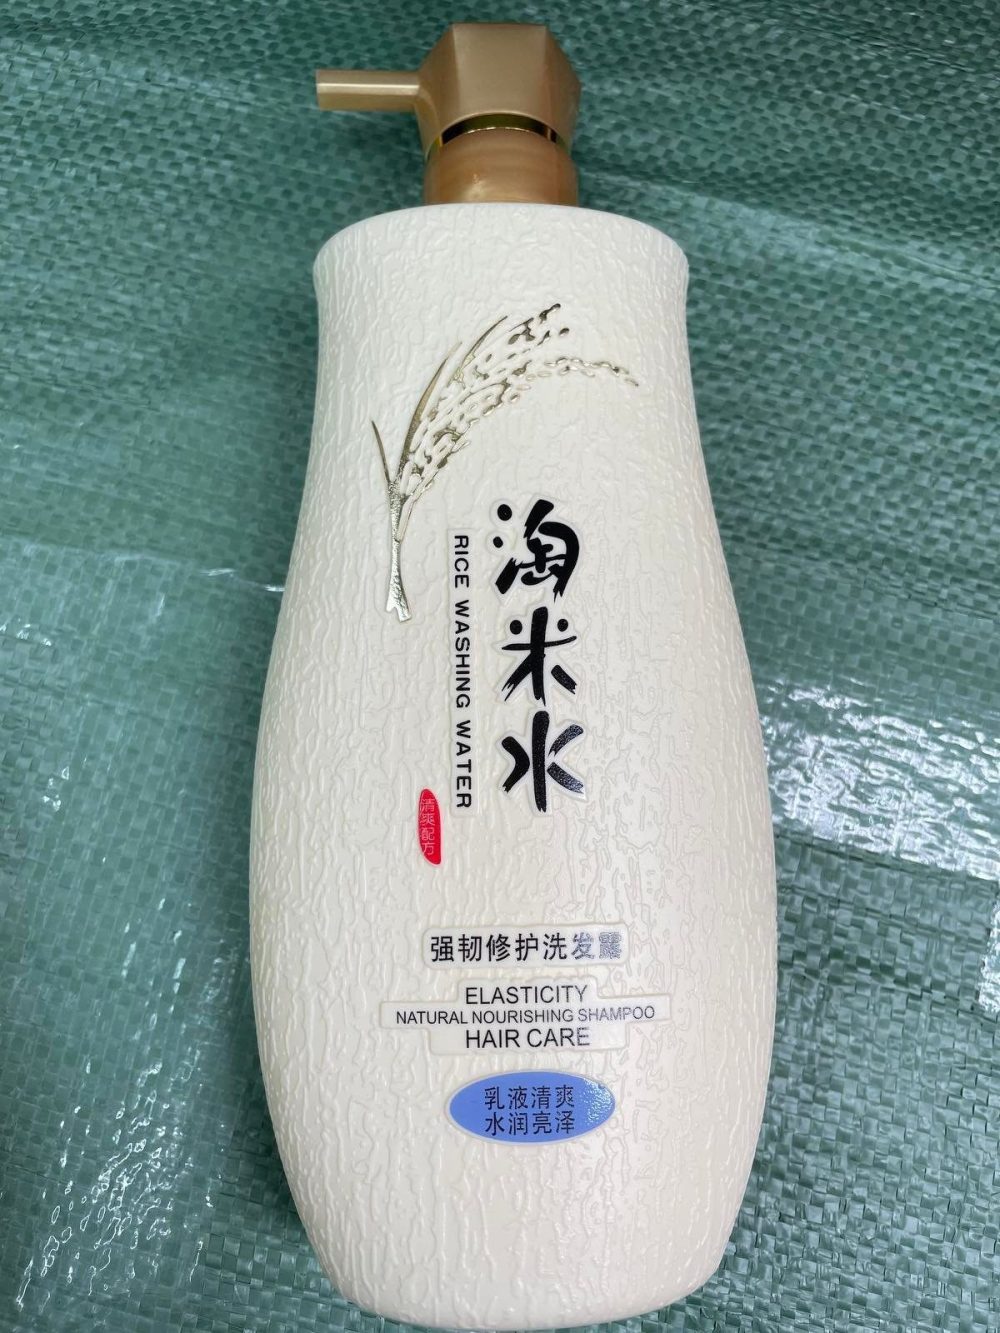 淘米水
RICE WASHING WATER
清爽配方
强韧修护洗发露
ELASTICITY
NATURAL NOURISHING SHAMPOO
HAIR CARE
乳液清爽
水润亮泽